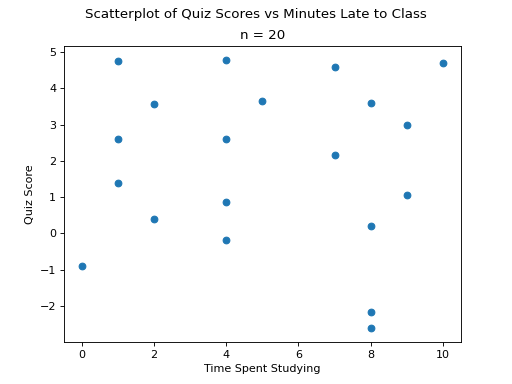 Scatterplot of Quiz Scores vs Minutes Late to Class
n = 20
5
4
3
2
1
0
−1
−2
Quiz Score
0 2 4 6 8 10
Time Spent Studying